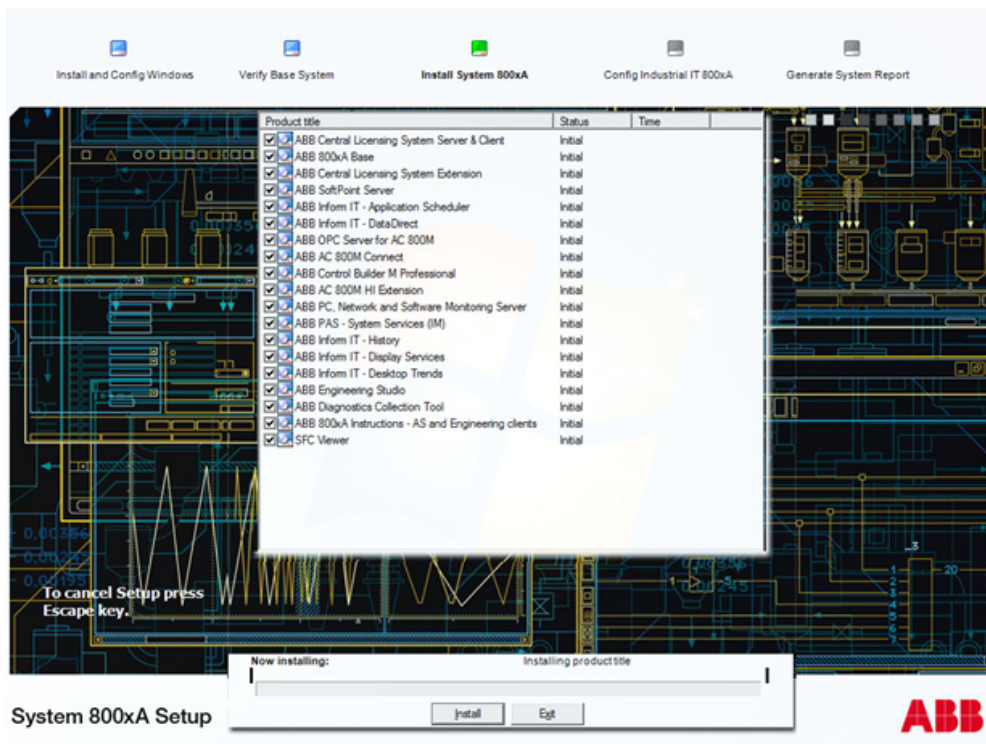 Install and Config Windows
Verify Base System
Install System 800xA
Config Industrial IT 800xA
Generate System Report
Product title Status Time
ABB Central Licensing System Server & Client Initial
ABB 800xA Base Initial
ABB Central Licensing System Extension Initial
ABB SoftPoint Server Initial
ABB Inform IT - Application Scheduler Initial
ABB Inform IT - DataDirect Initial
ABB OPC Server for AC 800M Initial
ABB AC 800M Connect Initial
ABB Control Builder M Professional Initial
ABB AC 800M HI Extension Initial
ABB PC, Network and Software Monitoring Server Initial
ABB PAS - System Services (IM) Initial
ABB Inform IT - History Initial
ABB Inform IT - Display Services Initial
ABB Inform IT - Desktop Trends Initial
ABB Engineering Studio Initial
ABB Diagnostics Collection Tool Initial
ABB 800xA Instructions - AS and Engineering clients Initial
SFC Viewer Initial
To cancel Setup press
Escape key.
Now installing: Installing product title
System 800xA Setup
Install Exit
ABB